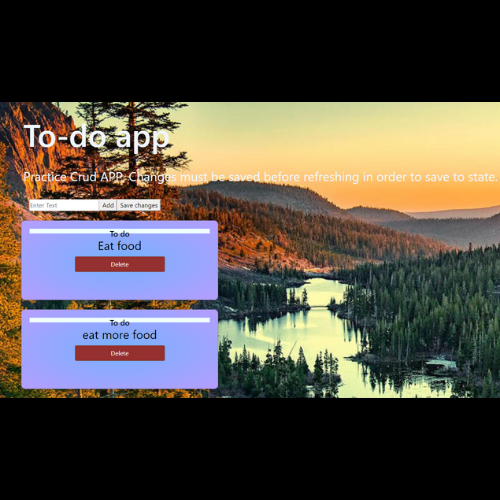 To-do app
Practice Crud APP. Changes must be saved before refreshing in order to save to state.
Enter Text Add Save changes
To do
Eat food
Delete
To do
eat more food
Delete